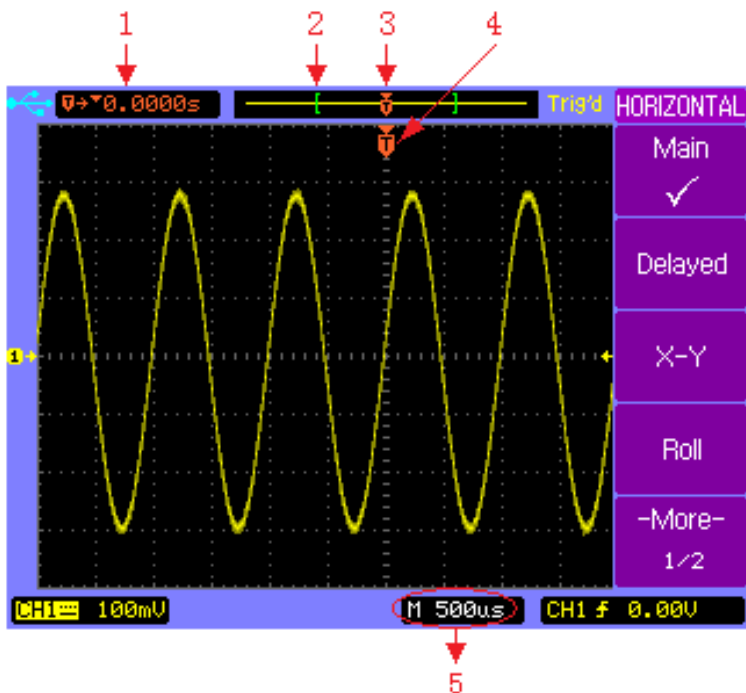 1 2 3 4
T→▼0.0000s T Trig'd HORIZONTAL
T
Main
✓
Delayed
1
X-Y
Roll
-More-
1/2
CH1 100mV M 500us CH1 0.00V
5